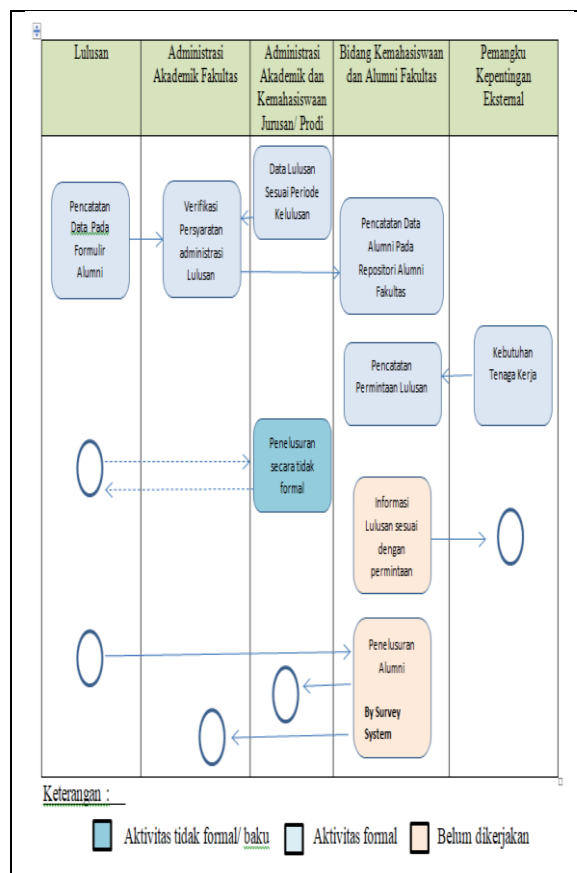 Lulusan
Administrasi
Akademik Fakultas
Administrasi
Akademik dan
Kemahasiswaan
Jurusan/ Prodi
Bidang Kemahasiswaan
dan Alumni Fakultas
Pemangku
Kepentingan
Eksternal
Pencatatan
Data Pada
Formulir
Alumni
Verifikasi
Persyaratan
administrasi
Lulusan
Data Lulusan
Sesuai Periode
Kelulusan
Pencatatan Data
Alumni Pada
Repositori Alumni
Fakultas
Pencatatan
Permintaan Lulusan
Kebutuhan
Tenaga Kerja
Penelusuran
secara tidak
formal
Informasi
Lulusan sesuai
dengan
permintaan
Penelusuran
Alumni
By Survey
System
Keterangan :
Aktivitas tidak formal/ baku
Aktivitas formal
Belum dikerjakan